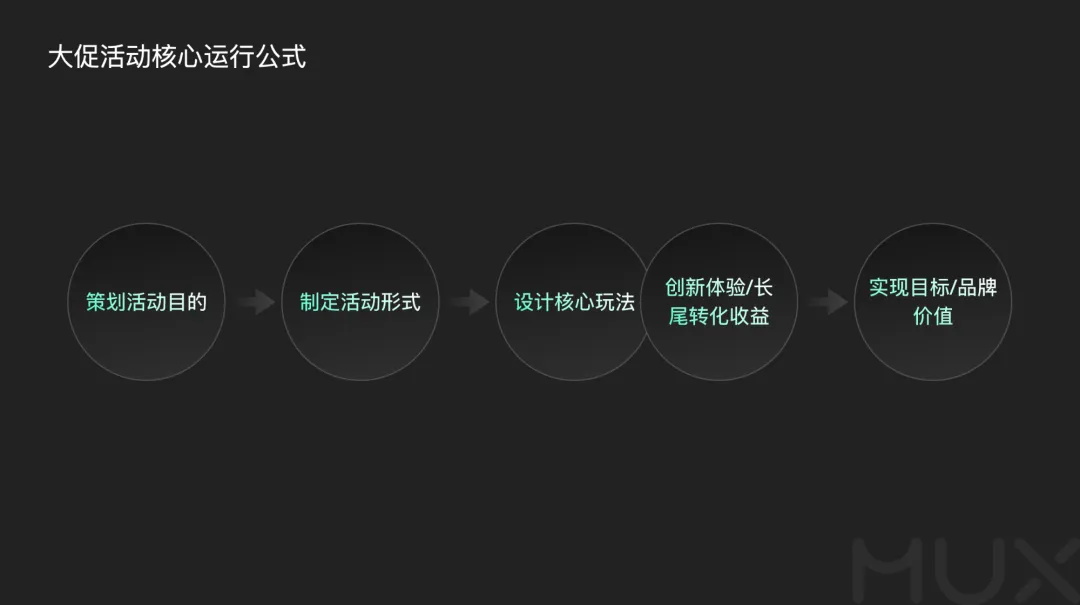 大促活动核心运行公式
策划活动目的
制定活动形式
设计核心玩法
创新体验/长
尾转化收益
实现目标/品牌
价值
MUX